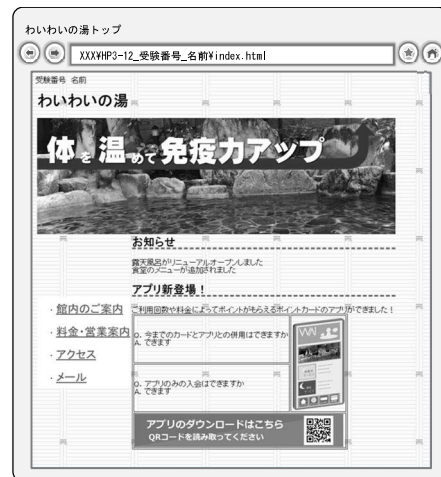 わいわいの湯トップ
XXX¥HP3-12_受験番号_名前¥index.html
受験番号 名前
わいわいの湯
体を温めて免疫力アップ
お知らせ
露天風呂がリニューアルオープンしました
食堂のメニューが追加されました
アプリ新登場！
ご利用回数や料金によってポイントがもらえるポイントカードのアプリができました！
・館内のご案内
・料金・営業案内
・アクセス
・メール
Q. 今までのカードとアプリとの併用はできますか
A. できます
Q. アプリのみの入会はできますか
A. できます
アプリのダウンロードはこちら
QRコードを読み取ってください